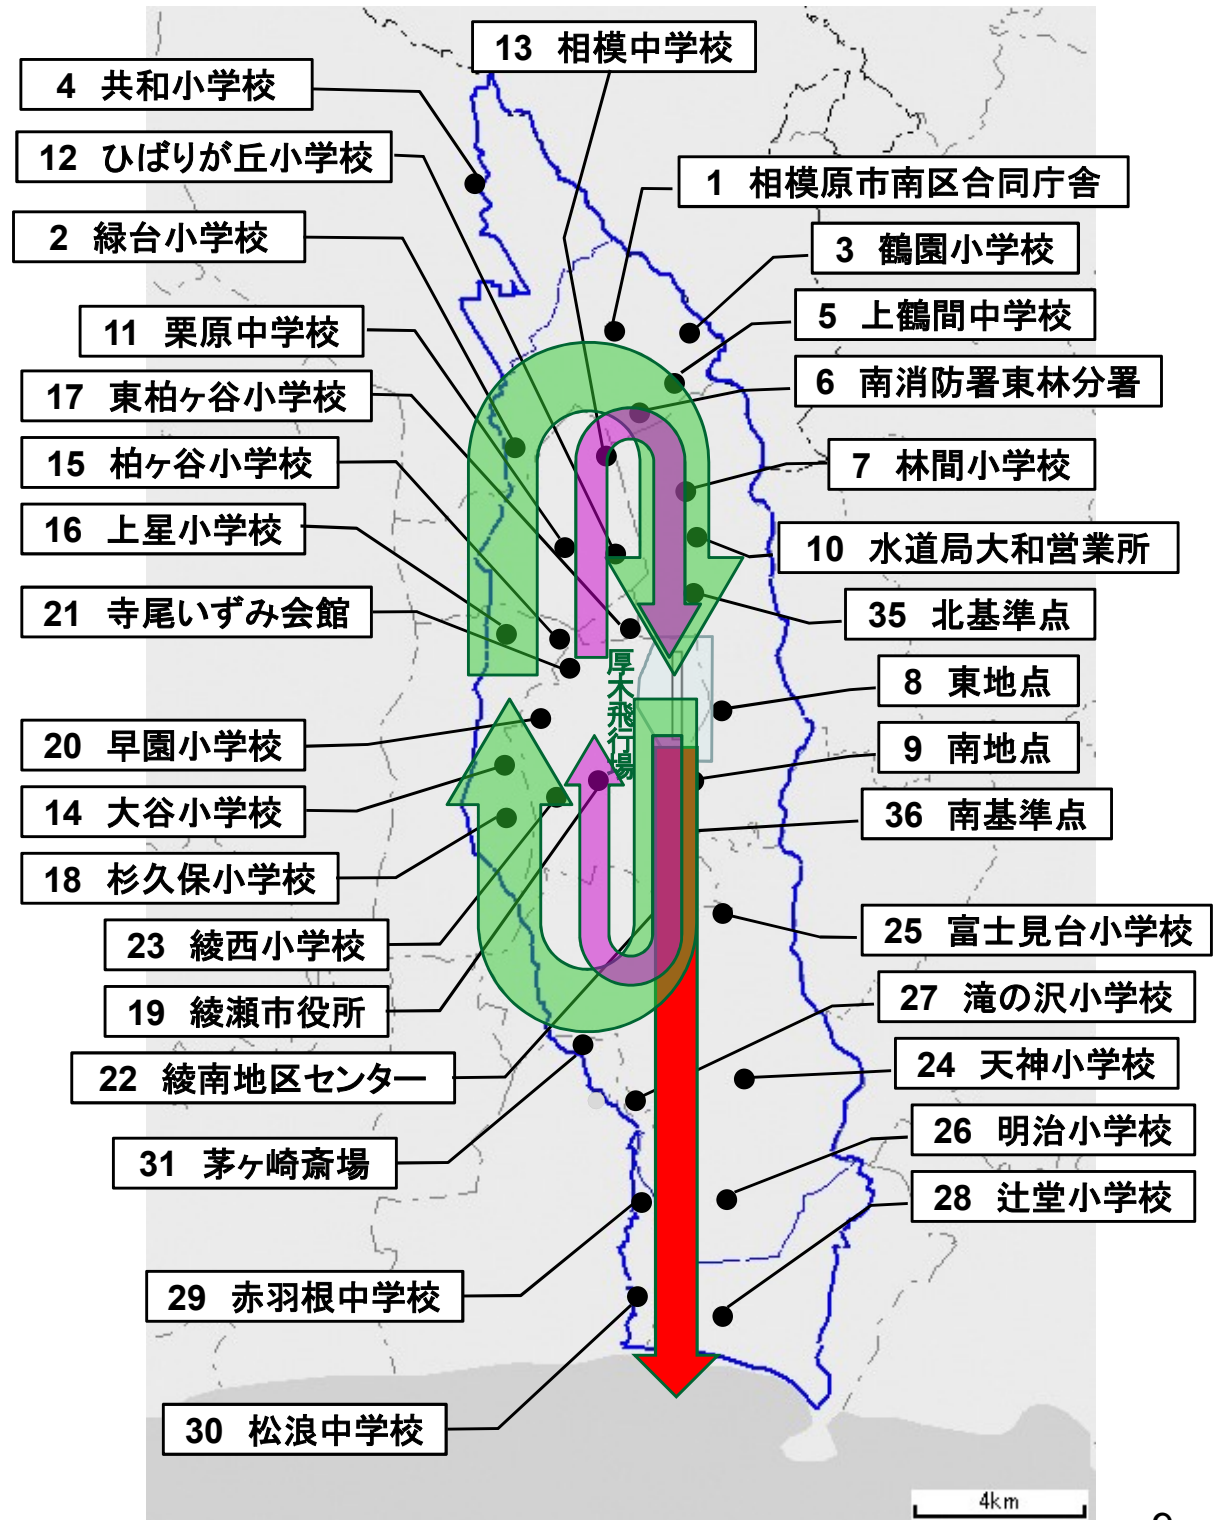 13 相模中学校
4 共和小学校
12 ひばりが丘小学校
1 相模原市南区合同庁舎
2 緑台小学校
3 鶴園小学校
5 上鶴間中学校
11 栗原中学校
6 南消防署東林分署
17 東柏ヶ谷小学校
15 柏ヶ谷小学校
7 林間小学校
16 上星小学校
10 水道局大和営業所
21 寺尾いずみ会館
35 北基準点
厚木飛行場
8 東地点
20 早園小学校
9 南地点
14 大谷小学校
36 南基準点
18 杉久保小学校
23 綾西小学校
25 富士見台小学校
19 綾瀬市役所
27 滝の沢小学校
22 綾南地区センター
24 天神小学校
31 茅ヶ崎斎場
26 明治小学校
28 辻堂小学校
29 赤羽根中学校
30 松浪中学校
4km